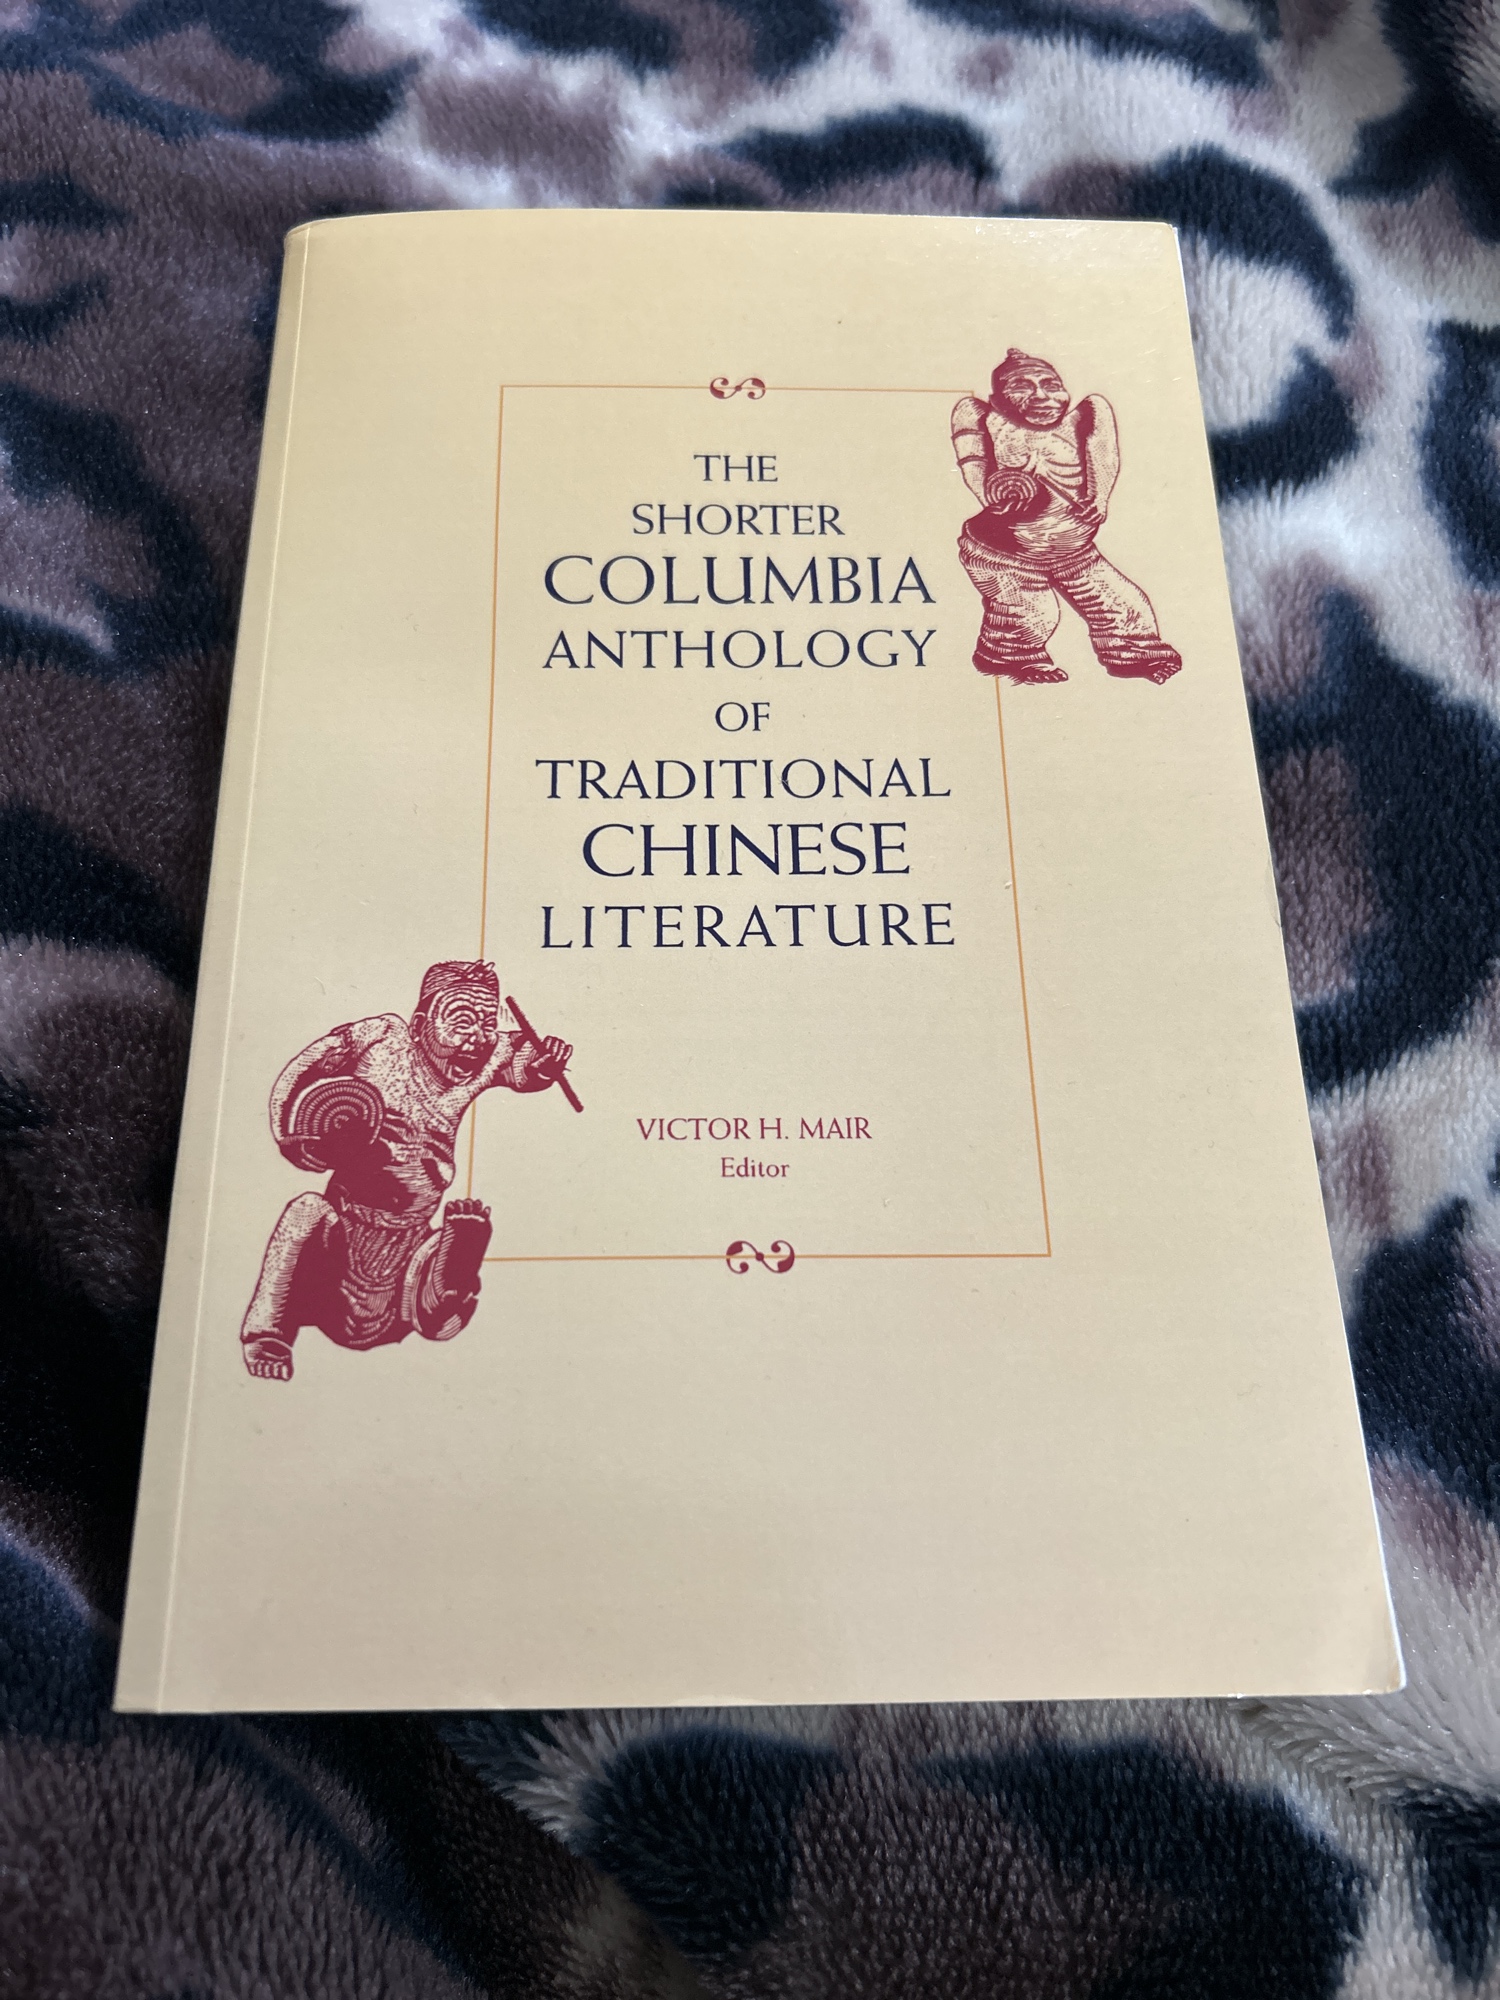 THE
SHORTER
COLUMBIA
ANTHOLOGY
OF
TRADITIONAL
CHINESE
LITERATURE
VICTOR H. MAIR
Editor